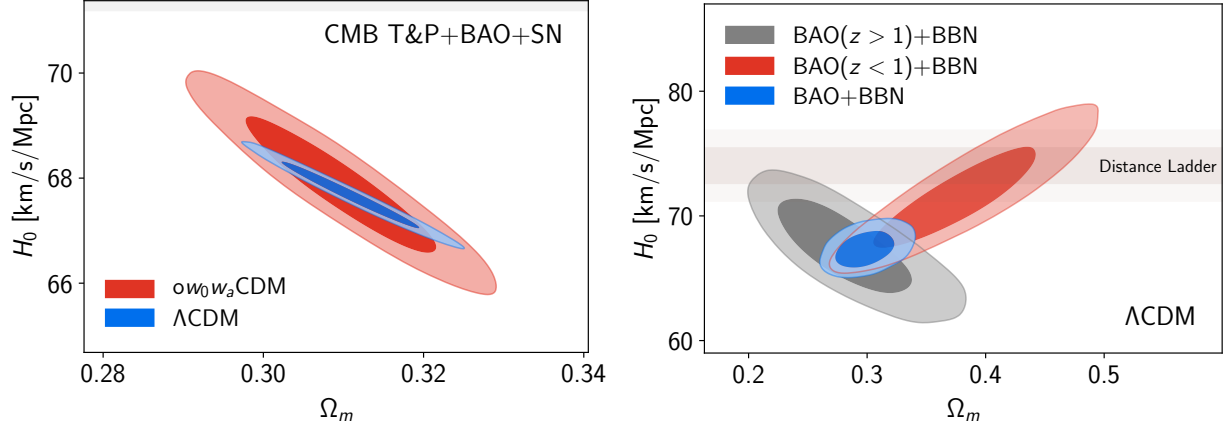 CMB T&P+BAO+SN
70
68
66
H₀ [km/s/Mpc]
ow₀wₐCDM
ΛCDM
0.28
0.30
0.32
0.34
Ωₘ
BAO(z > 1)+BBN
BAO(z < 1)+BBN
BAO+BBN
80
70
60
H₀ [km/s/Mpc]
Distance Ladder
ΛCDM
0.2
0.3
0.4
0.5
Ωₘ